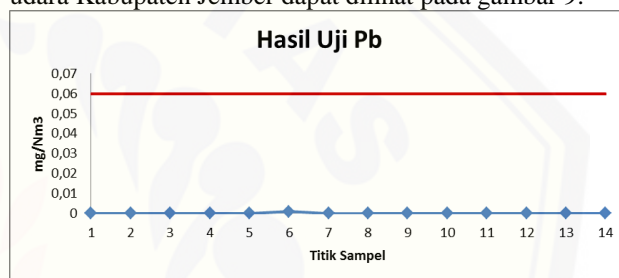 udara Kabupaten Jember dapat dilihat pada gambar 9.
Hasil Uji Pb
mg/Nm3
0,07
0,06
0,05
0,04
0,03
0,02
0,01
0
1 2 3 4 5 6 7 8 9 10 11 12 13 14
Titik Sampel